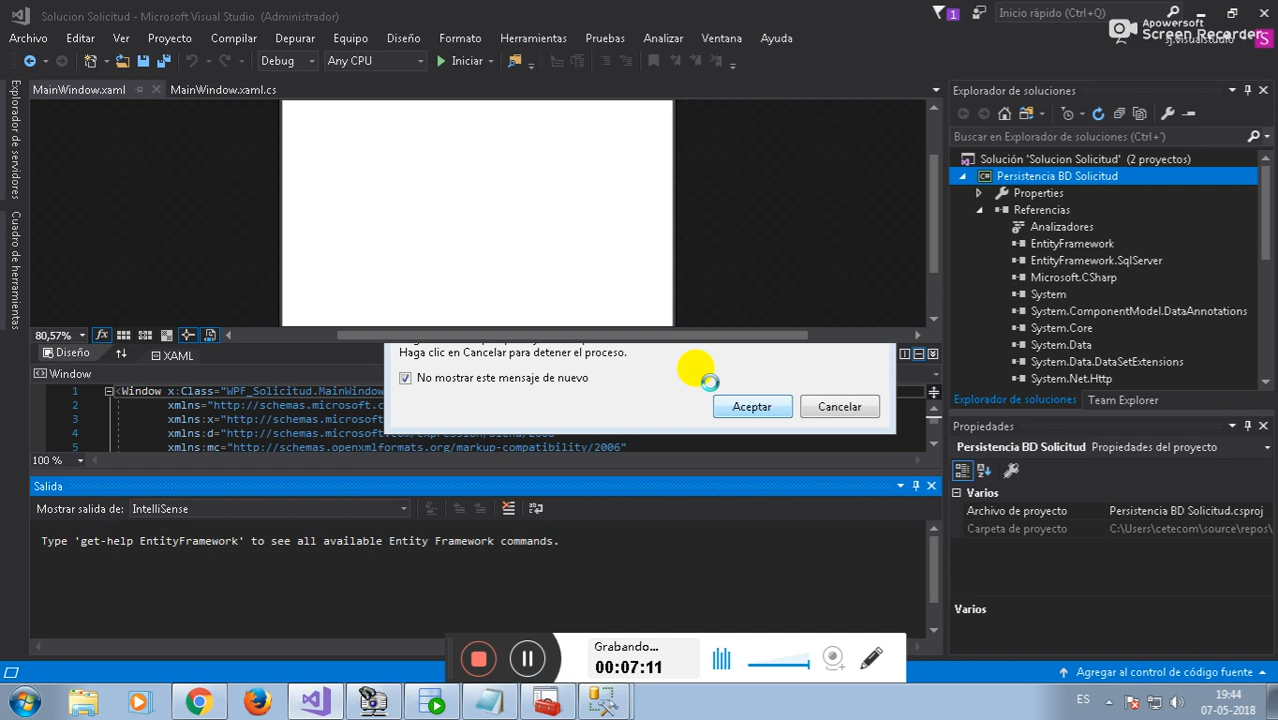 Solucion Solicitud - Microsoft Visual Studio (Administrador)
1
Inicio rápido (Ctrl+Q)
Apowersoft
Screen Recorder
Archivo Editar Ver Proyecto Compilar Depurar Equipo Diseño Formato Herramientas Pruebas Analizar Ventana Ayuda
sj.visualstudio
S
Debug
Any CPU
Iniciar
Explorador de servidores
Cuadro de herramientas
MainWindow.xaml
MainWindow.xaml.cs
80,57%
Diseño
XAML
Window
1 <Window x:Class="WPF_Solicitud.MainWindow
2 xmlns="http://schemas.microsoft.c
3 xmlns:x="http://schemas.microsoft
4
5 xmlns:mc="http://schemas.openxmlformats.org/markup-compatibility/2006"
100 %
Haga clic en Cancelar para detener el proceso.
No mostrar este mensaje de nuevo
Aceptar
Cancelar
Salida
Mostrar salida de: IntelliSense
Type 'get-help EntityFramework' to see all available Entity Framework commands.
Explorador de soluciones
Buscar en Explorador de soluciones (Ctrl+´)
Solución 'Solucion Solicitud' (2 proyectos)
Persistencia BD Solicitud
Properties
Referencias
Analizadores
EntityFramework
EntityFramework.SqlServer
Microsoft.CSharp
System
System.ComponentModel.DataAnnotations
System.Core
System.Data
System.Data.DataSetExtensions
System.Net.Http
Explorador de soluciones
Team Explorer
Propiedades
Persistencia BD Solicitud Propiedades del proyecto
Varios
Archivo de proyecto Persistencia BD Solicitud.csproj
Carpeta de proyecto C:\Users\cetecom\source\repos\
Varios
Grabando...
00:07:11
Agregar al control de código fuente
ES
19:44
07-05-2018